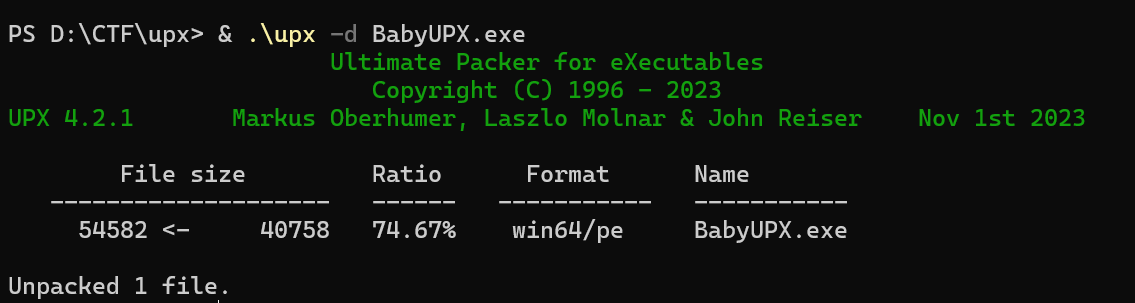 PS D:\CTF\upx> & .\upx -d BabyUPX.exe
Ultimate Packer for eXecutables
Copyright (C) 1996 - 2023
UPX 4.2.1 Markus Oberhumer, Laszlo Molnar & John Reiser Nov 1st 2023
File size Ratio Format Name
-------------------- ------ ----------- -----------
54582 <- 40758 74.67% win64/pe BabyUPX.exe
Unpacked 1 file.